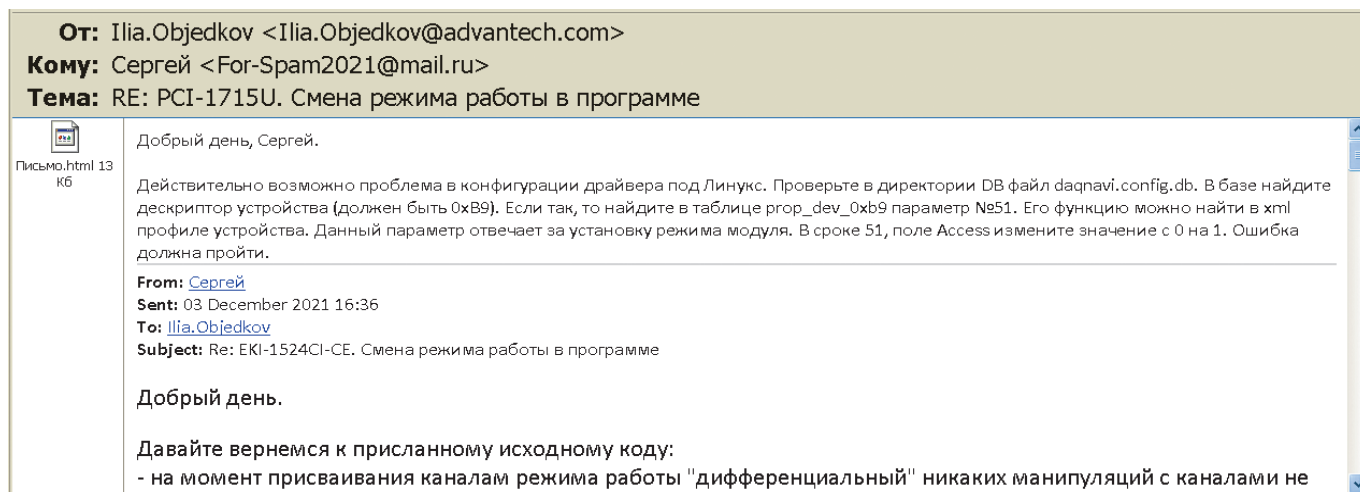 От: Ilia.Objedkov <Ilia.Objedkov@advantech.com>
Кому: Сергей <For-Spam2021@mail.ru>
Тема: RE: PCI-1715U. Смена режима работы в программе
Письмо.html 13
Кб
Добрый день, Сергей.
Действительно возможно проблема в конфигурации драйвера под Линукс. Проверьте в директории DB файл daqnavi.config.db. В базе найдите
дескриптор устройства (должен быть 0xB9). Если так, то найдите в таблице prop_dev_0xb9 параметр №51. Его функцию можно найти в xml
профиле устройства. Данный параметр отвечает за установку режима модуля. В сроке 51, поле Access измените значение с 0 на 1. Ошибка
должна пройти.
From: Сергей
Sent: 03 December 2021 16:36
To: Ilia.Objedkov
Subject: Re: EKI-1524CI-CE. Смена режима работы в программе
Добрый день.
Давайте вернемся к присланному исходному коду:
- на момент присваивания каналам режима работы "дифференциальный" никаких манипуляций с каналами не